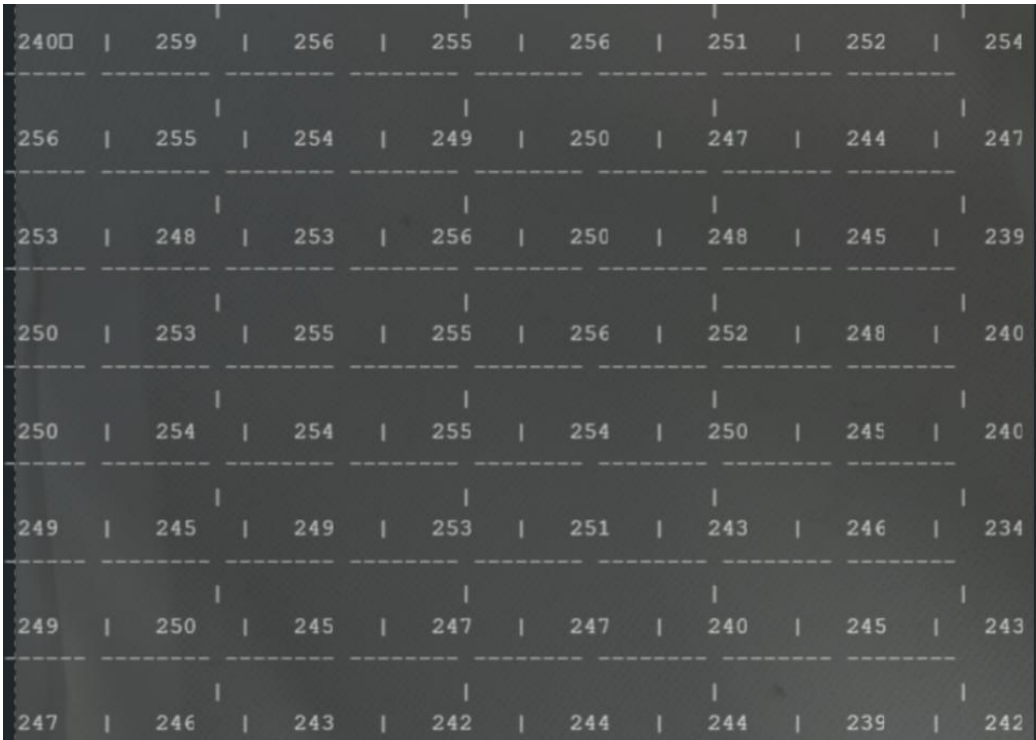 240□ | 259 | 256 | 255 | 256 | 251 | 252 | 254
256 | 255 | 254 | 249 | 250 | 247 | 244 | 247
253 | 248 | 253 | 256 | 250 | 248 | 245 | 239
250 | 253 | 255 | 255 | 256 | 252 | 248 | 240
250 | 254 | 254 | 255 | 254 | 250 | 245 | 240
249 | 245 | 249 | 253 | 251 | 243 | 246 | 234
249 | 250 | 245 | 247 | 247 | 240 | 245 | 243
247 | 246 | 243 | 242 | 244 | 244 | 239 | 242